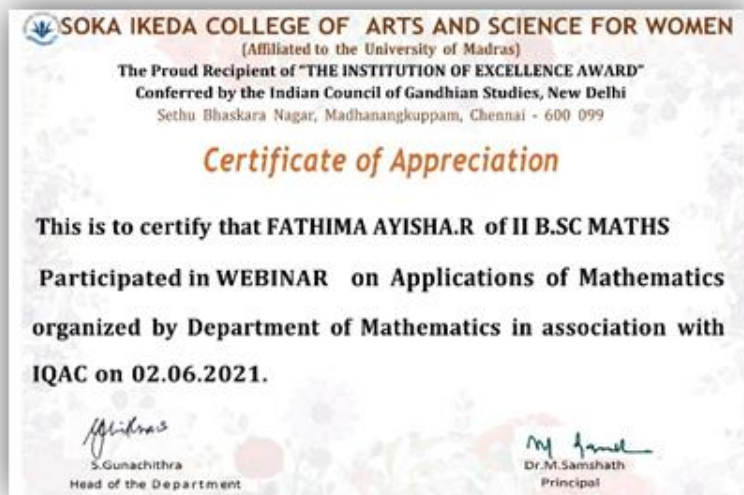 SOKA IKEDA COLLEGE OF ARTS AND SCIENCE FOR WOMEN
(Affiliated to the University of Madras)
The Proud Recipient of "THE INSTITUTION OF EXCELLENCE AWARD"
Conferred by the Indian Council of Gandhian Studies, New Delhi
Sethu Bhaskara Nagar, Madhanangkuppam, Chennai - 600 099
Certificate of Appreciation
This is to certify that FATHIMA AYISHA.R of II B.SC MATHS
Participated in WEBINAR on Applications of Mathematics
organized by Department of Mathematics in association with
IQAC on 02.06.2021.
S.Gunachithra
Head of the Department
Dr.M.Samshath
Principal